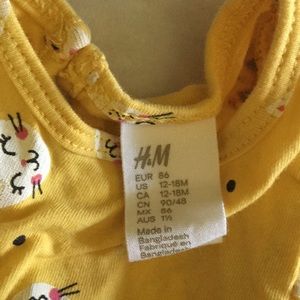 H&M
EUR 86
US 12-18M
CA 12-18M
CN 90/48
MX 86
AUS 1½
Made in
Bangladesh
Fabriqué en
Bangladesh